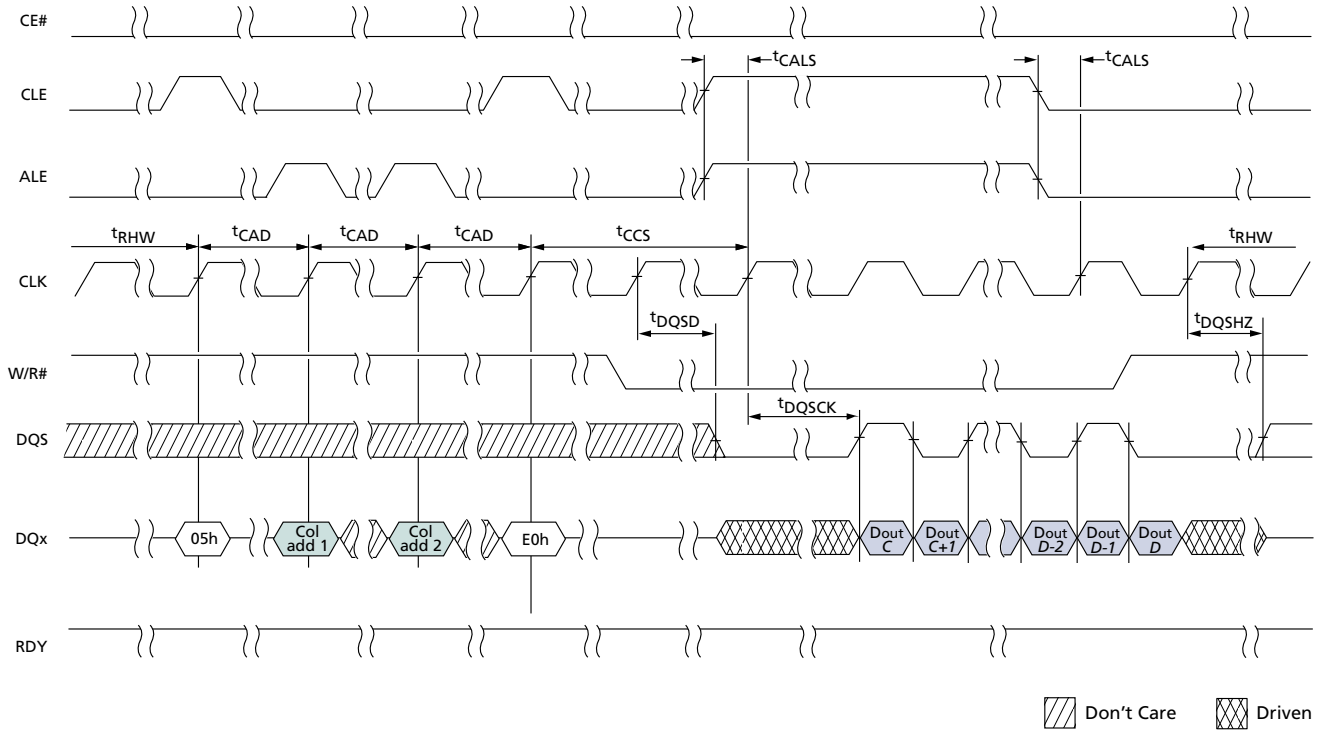 CE#
tCALS tCALS
CLE
ALE
tRHW tCAD tCAD tCAD tCCS tRHW
CLK
tDQSD tDQSHZ
W/R#
tDQSCK
DQS
DQx 05h Col add 1 Col add 2 E0h Dout C Dout C+1 Dout D-2 Dout D-1 Dout D
RDY
Don't Care Driven